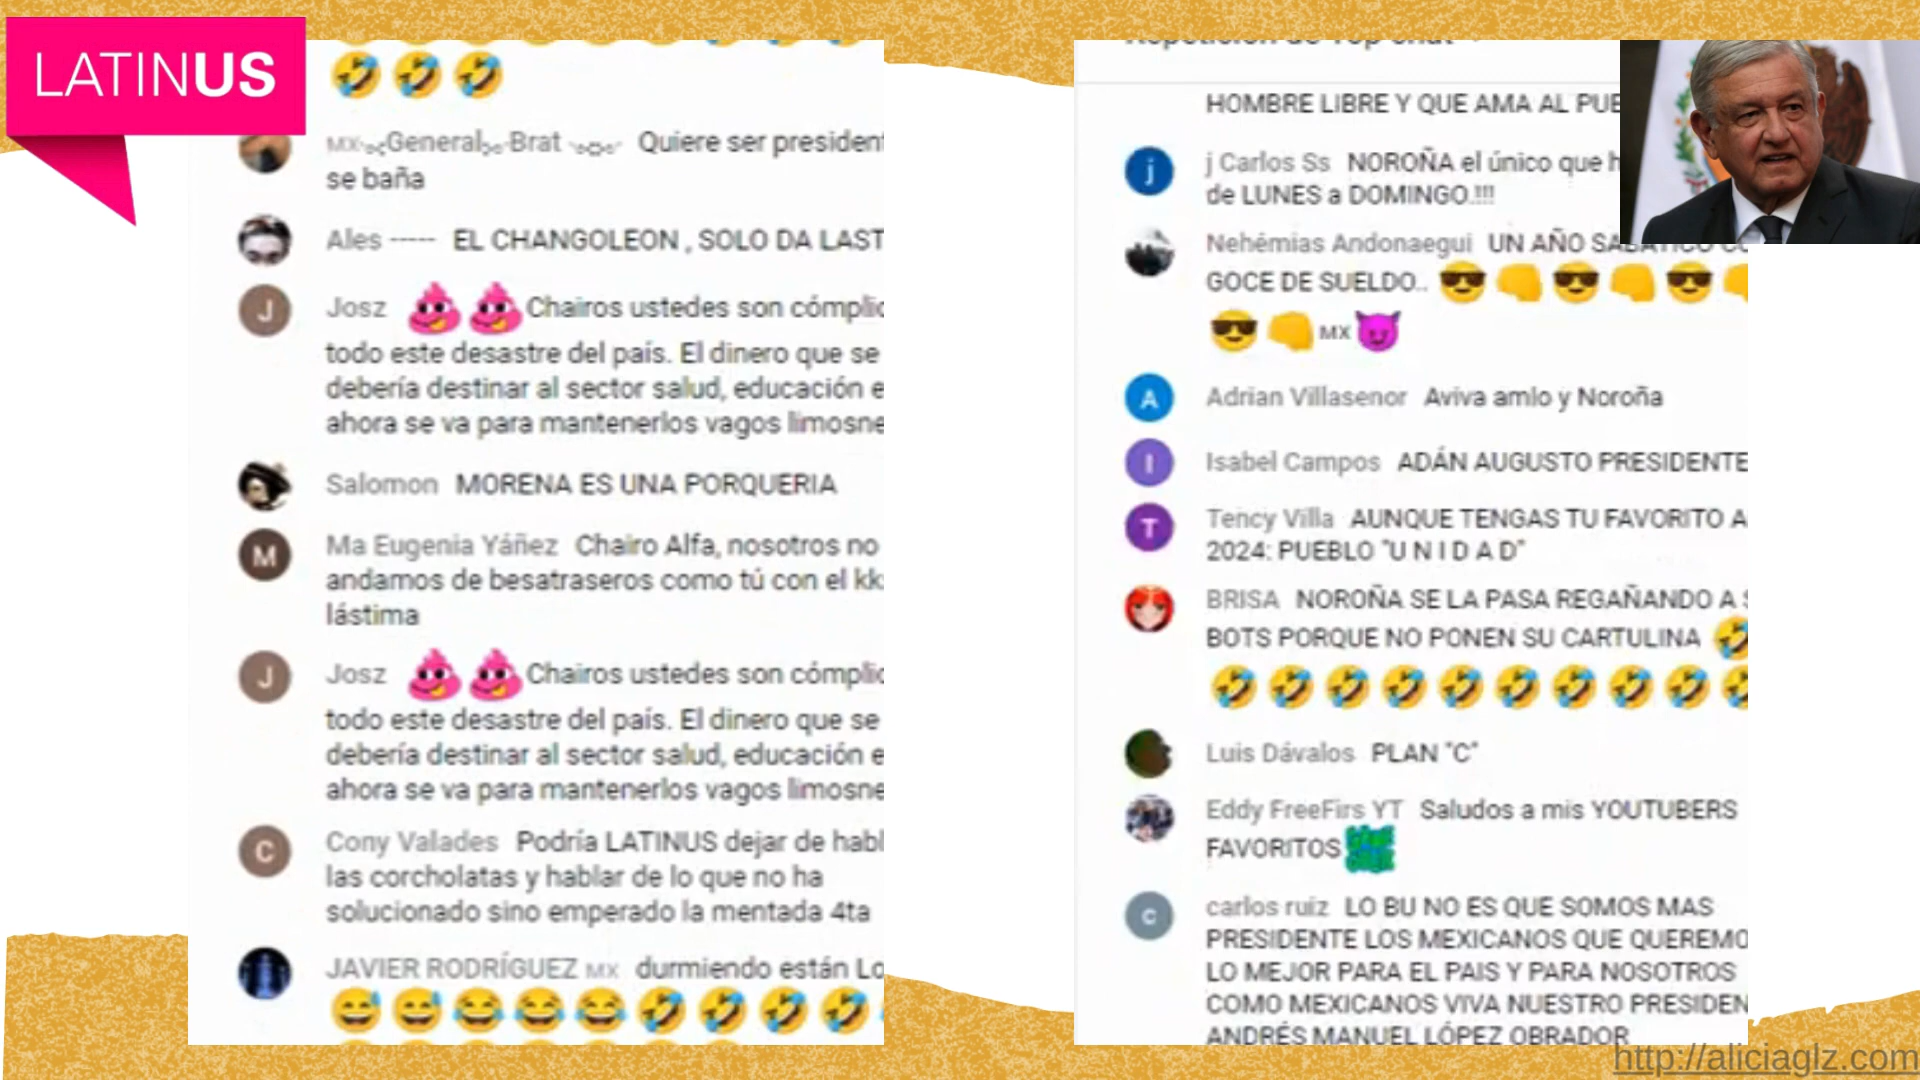 LATINUS
MX General Brat Quiere ser president
se baña
Ales ----- EL CHANGOLEON , SOLO DA LAST
Josz Chairos ustedes son cómplic
todo este desastre del país. El dinero que se
debería destinar al sector salud, educación e
ahora se va para mantenerlos vagos limosne
Salomon MORENA ES UNA PORQUERIA
Ma Eugenia Yáñez Chairo Alfa, nosotros no
andamos de besatraseros como tú con el kks
lástima
Josz Chairos ustedes son cómplic
todo este desastre del país. El dinero que se
debería destinar al sector salud, educación e
ahora se va para mantenerlos vagos limosne
Cony Valades Podría LATINUS dejar de habl
las corcholatas y hablar de lo que no ha
solucionado sino emperado la mentada 4ta
JAVIER RODRÍGUEZ MX durmiendo están Lo
Repetición de Top chat
HOMBRE LIBRE Y QUE AMA AL PUE
j Carlos Ss NOROÑA el único que h
de LUNES a DOMINGO.!!!
Nehémias Andonaegui UN AÑO SABÁTICO CO
GOCE DE SUELDO..
MX
Adrian Villasenor Aviva amlo y Noroña
Isabel Campos ADÁN AUGUSTO PRESIDENTE
Tency Villa AUNQUE TENGAS TU FAVORITO A
2024: PUEBLO "U N I D A D"
BRISA NOROÑA SE LA PASA REGAÑANDO A S
BOTS PORQUE NO PONEN SU CARTULINA
Luis Dávalos PLAN "C"
Eddy FreeFirs YT Saludos a mis YOUTUBERS
FAVORITOS
carlos ruiz LO BU NO ES QUE SOMOS MAS
PRESIDENTE LOS MEXICANOS QUE QUEREMO
LO MEJOR PARA EL PAIS Y PARA NOSOTROS
COMO MEXICANOS VIVA NUESTRO PRESIDEN
ANDRÉS MANUEL LÓPEZ OBRADOR
http://aliciaglz.com